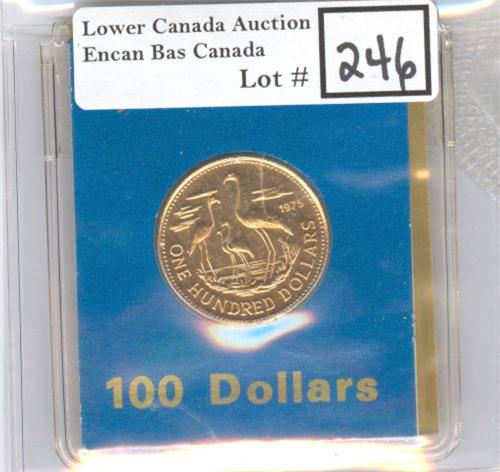 Lower Canada Auction
Encan Bas Canada
Lot #
246
1975
ONE HUNDRED DOLLARS
100 Dollars